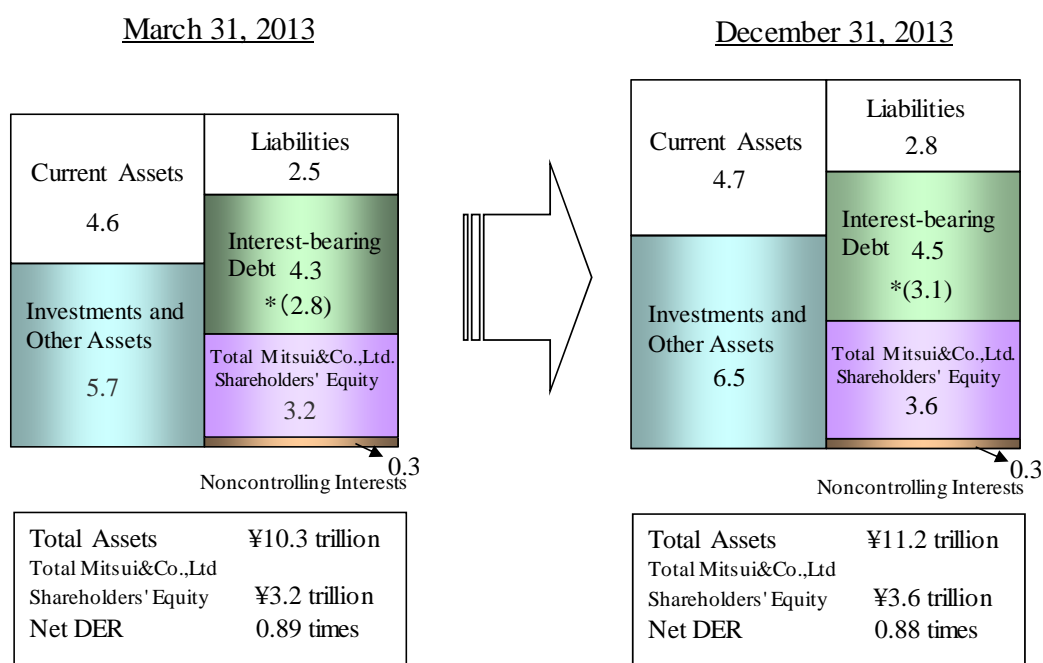 March 31, 2013
Current Assets
4.6
Investments and
Other Assets
5.7
Liabilities
2.5
Interest-bearing
Debt 4.3
*(2.8)
Total Mitsui&Co.,Ltd.
Shareholders' Equity
3.2
0.3
Noncontrolling Interests
Total Assets ¥10.3 trillion
Total Mitsui&Co.,Ltd
Shareholders' Equity ¥3.2 trillion
Net DER 0.89 times
December 31, 2013
Current Assets
4.7
Investments and
Other Assets
6.5
Liabilities
2.8
Interest-bearing
Debt 4.5
*(3.1)
Total Mitsui&Co.,Ltd.
Shareholders' Equity
3.6
0.3
Noncontrolling Interests
Total Assets ¥11.2 trillion
Total Mitsui&Co.,Ltd
Shareholders' Equity ¥3.6 trillion
Net DER 0.88 times